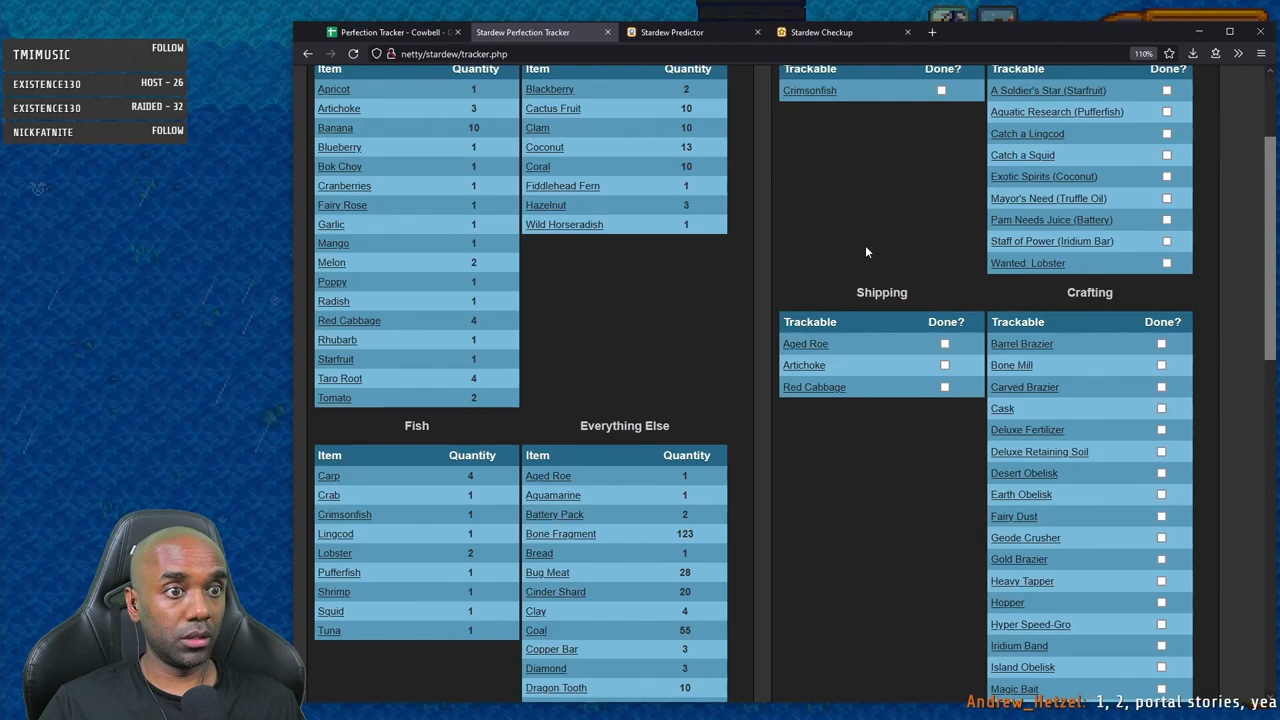 TMIMUSIC FOLLOW
EXISTENCE130 HOST - 26
EXISTENCE130 RAIDED - 32
NICKFATNITE FOLLOW
Perfection Tracker - Cowbell - G
Stardew Perfection Tracker
Stardew Predictor
Stardew Checkup
netty/stardew/tracker.php
110%
Item Quantity
Apricot 1
Artichoke 3
Banana 10
Blueberry 1
Bok Choy 1
Cranberries 1
Fairy Rose 1
Garlic 1
Mango 1
Melon 2
Poppy 1
Radish 1
Red Cabbage 4
Rhubarb 1
Starfruit 1
Taro Root 4
Tomato 2
Item Quantity
Blackberry 2
Cactus Fruit 10
Clam 10
Coconut 13
Coral 10
Fiddlehead Fern 1
Hazelnut 3
Wild Horseradish 1
Fish
Item Quantity
Carp 4
Crab 1
Crimsonfish 1
Lingcod 1
Lobster 2
Pufferfish 1
Shrimp 1
Squid 1
Tuna 1
Everything Else
Item Quantity
Aged Roe 1
Aquamarine 1
Battery Pack 2
Bone Fragment 123
Bread 1
Bug Meat 28
Cinder Shard 20
Clay 4
Coal 55
Copper Bar 3
Diamond 3
Dragon Tooth 10
Trackable Done?
Crimsonfish
Trackable Done?
A Soldier's Star (Starfruit)
Aquatic Research (Pufferfish)
Catch a Lingcod
Catch a Squid
Exotic Spirits (Coconut)
Mayor's Need (Truffle Oil)
Pam Needs Juice (Battery)
Staff of Power (Iridium Bar)
Wanted: Lobster
Shipping
Trackable Done?
Aged Roe
Artichoke
Red Cabbage
Crafting
Trackable Done?
Barrel Brazier
Bone Mill
Carved Brazier
Cask
Deluxe Fertilizer
Deluxe Retaining Soil
Desert Obelisk
Earth Obelisk
Fairy Dust
Geode Crusher
Gold Brazier
Heavy Tapper
Hopper
Hyper Speed-Gro
Iridium Band
Island Obelisk
Magic Bait
Andrew_Hetzel: 1, 2, portal stories, yea